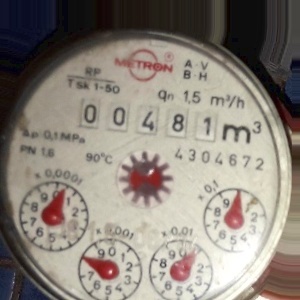 METRON ®
A·V
B·H
RP
T Sk 1-50
qn 1,5 m³/h
00481 m³
Δp 0,1 MPa
PN 1,6
90°C
4304672
x 0,0001
x 0,1
x 0,001
x 0,01